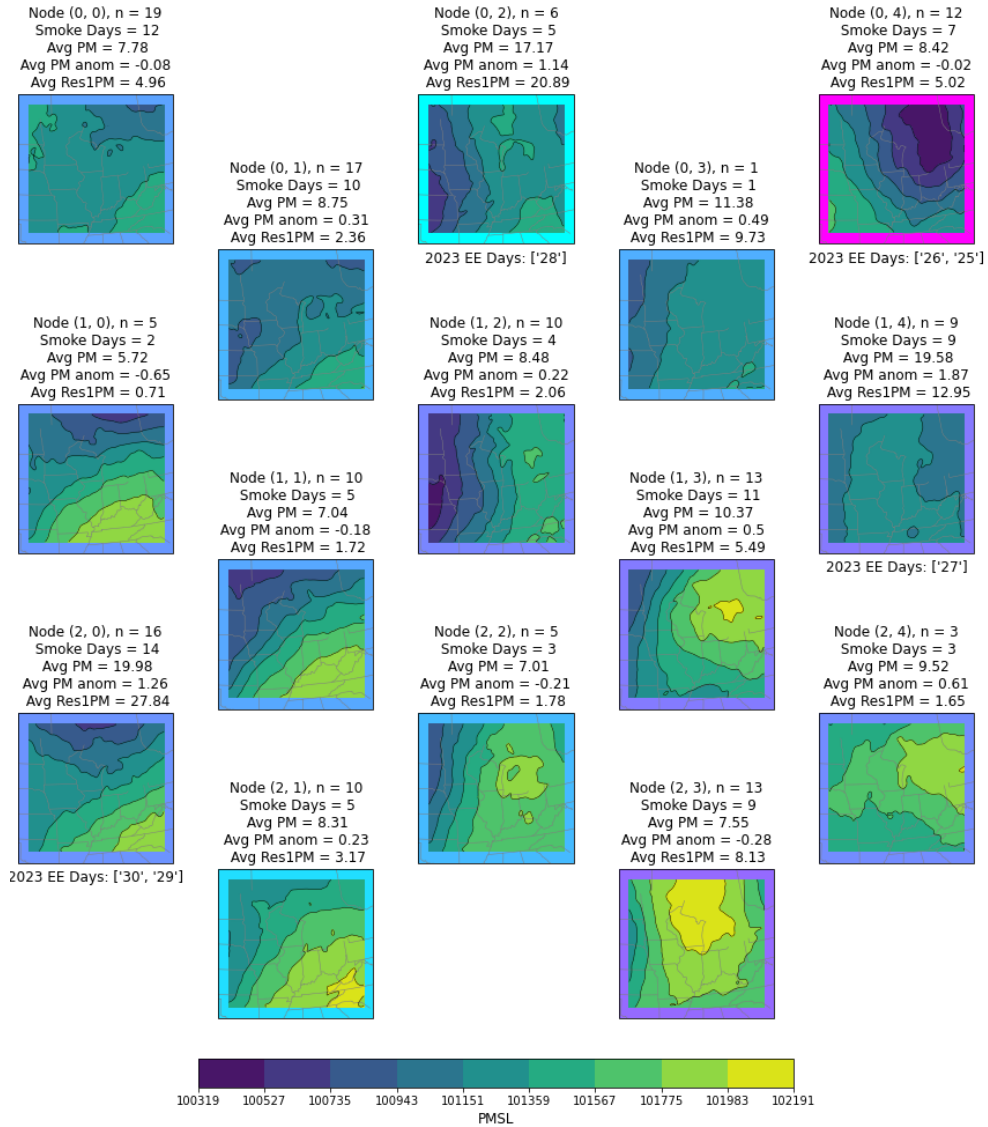 Node (0, 0), n = 19
Smoke Days = 12
Avg PM = 7.78
Avg PM anom = -0.08
Avg Res1PM = 4.96
Node (0, 2), n = 6
Smoke Days = 5
Avg PM = 17.17
Avg PM anom = 1.14
Avg Res1PM = 20.89
2023 EE Days: ['28']
Node (0, 4), n = 12
Smoke Days = 7
Avg PM = 8.42
Avg PM anom = -0.02
Avg Res1PM = 5.02
2023 EE Days: ['26', '25']
Node (0, 1), n = 17
Smoke Days = 10
Avg PM = 8.75
Avg PM anom = 0.31
Avg Res1PM = 2.36
Node (0, 3), n = 1
Smoke Days = 1
Avg PM = 11.38
Avg PM anom = 0.49
Avg Res1PM = 9.73
Node (1, 0), n = 5
Smoke Days = 2
Avg PM = 5.72
Avg PM anom = -0.65
Avg Res1PM = 0.71
Node (1, 2), n = 10
Smoke Days = 4
Avg PM = 8.48
Avg PM anom = 0.22
Avg Res1PM = 2.06
Node (1, 4), n = 9
Smoke Days = 9
Avg PM = 19.58
Avg PM anom = 1.87
Avg Res1PM = 12.95
2023 EE Days: ['27']
Node (1, 1), n = 10
Smoke Days = 5
Avg PM = 7.04
Avg PM anom = -0.18
Avg Res1PM = 1.72
Node (1, 3), n = 13
Smoke Days = 11
Avg PM = 10.37
Avg PM anom = 0.5
Avg Res1PM = 5.49
Node (2, 0), n = 16
Smoke Days = 14
Avg PM = 19.98
Avg PM anom = 1.26
Avg Res1PM = 27.84
2023 EE Days: ['30', '29']
Node (2, 2), n = 5
Smoke Days = 3
Avg PM = 7.01
Avg PM anom = -0.21
Avg Res1PM = 1.78
Node (2, 4), n = 3
Smoke Days = 3
Avg PM = 9.52
Avg PM anom = 0.61
Avg Res1PM = 1.65
Node (2, 1), n = 10
Smoke Days = 5
Avg PM = 8.31
Avg PM anom = 0.23
Avg Res1PM = 3.17
Node (2, 3), n = 13
Smoke Days = 9
Avg PM = 7.55
Avg PM anom = -0.28
Avg Res1PM = 8.13
100319 100527 100735 100943 101151 101359 101567 101775 101983 102191
PMSL